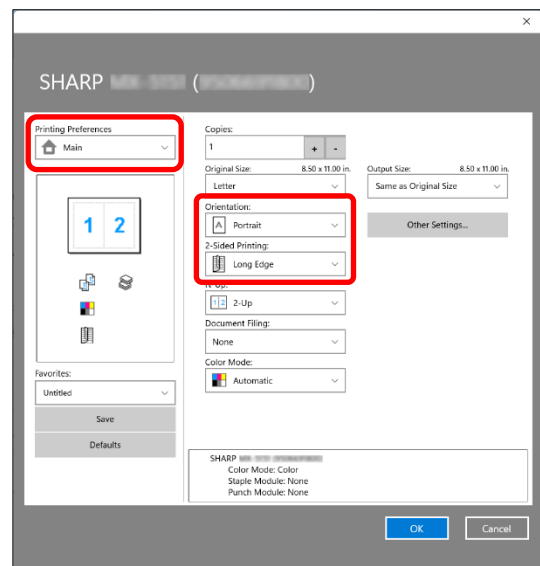 SHARP ( )
Printing Preferences
Main
1 2
Favorites:
Untitled
Save
Defaults
Copies:
1 + -
Original Size: 8.50 x 11.00 in.
Letter
Output Size: 8.50 x 11.00 in.
Same as Original Size
Orientation:
A Portrait
Other Settings...
2-Sided Printing:
Long Edge
N-Up:
1 2 2-Up
Document Filing:
None
Color Mode:
Automatic
SHARP
Color Mode: Color
Staple Module: None
Punch Module: None
OK Cancel